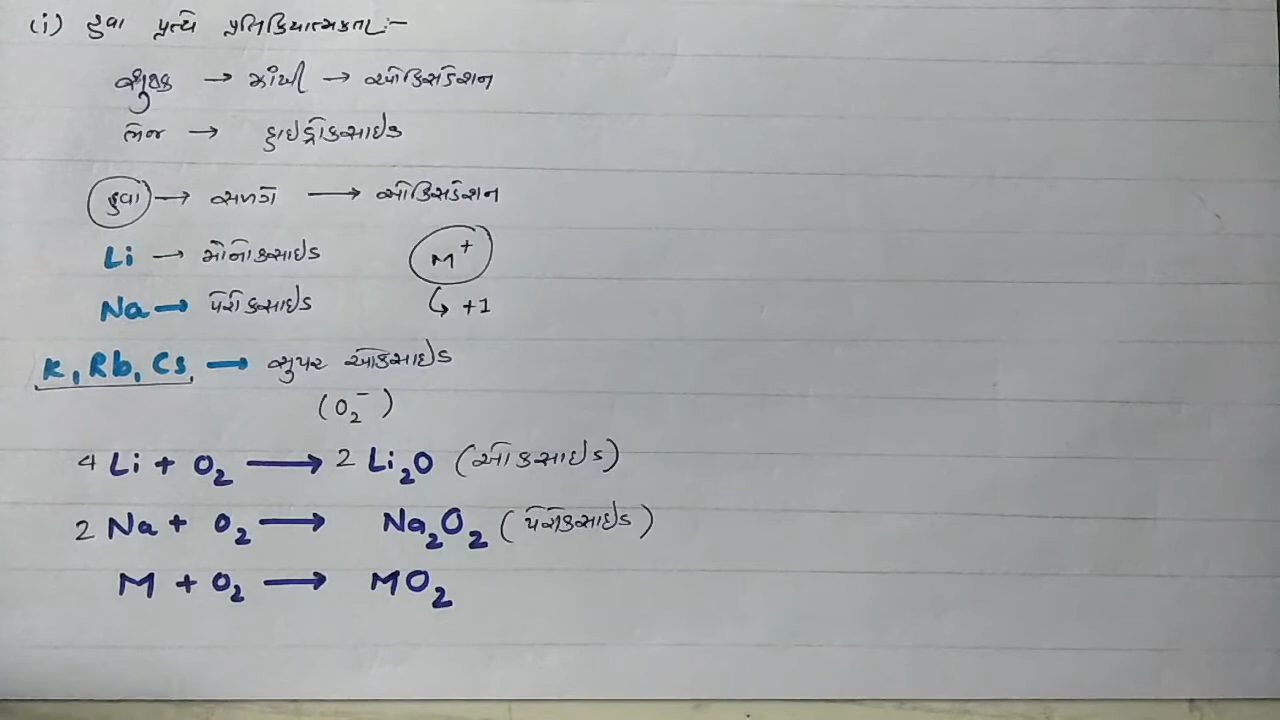 (i) હવા પ્રત્યે પ્રતિક્રિયાત્મકતા :-
શુષ્ક → ઝાંખી → ઓક્સિડેશન
ભેજ → હાઇડ્રોક્સાઇડ
હવા → સળગે → ઓક્સિડેશન
Li → મોનોક્સાઇડ M⁺
Na → પેરોક્સાઇડ ↳ +1
K, Rb, Cs → સુપર ઓક્સાઇડ
(O₂⁻)
4 Li + O₂ → 2 Li₂O (ઓક્સાઇડ)
2 Na + O₂ → Na₂O₂ (પેરોક્સાઇડ)
M + O₂ → MO₂